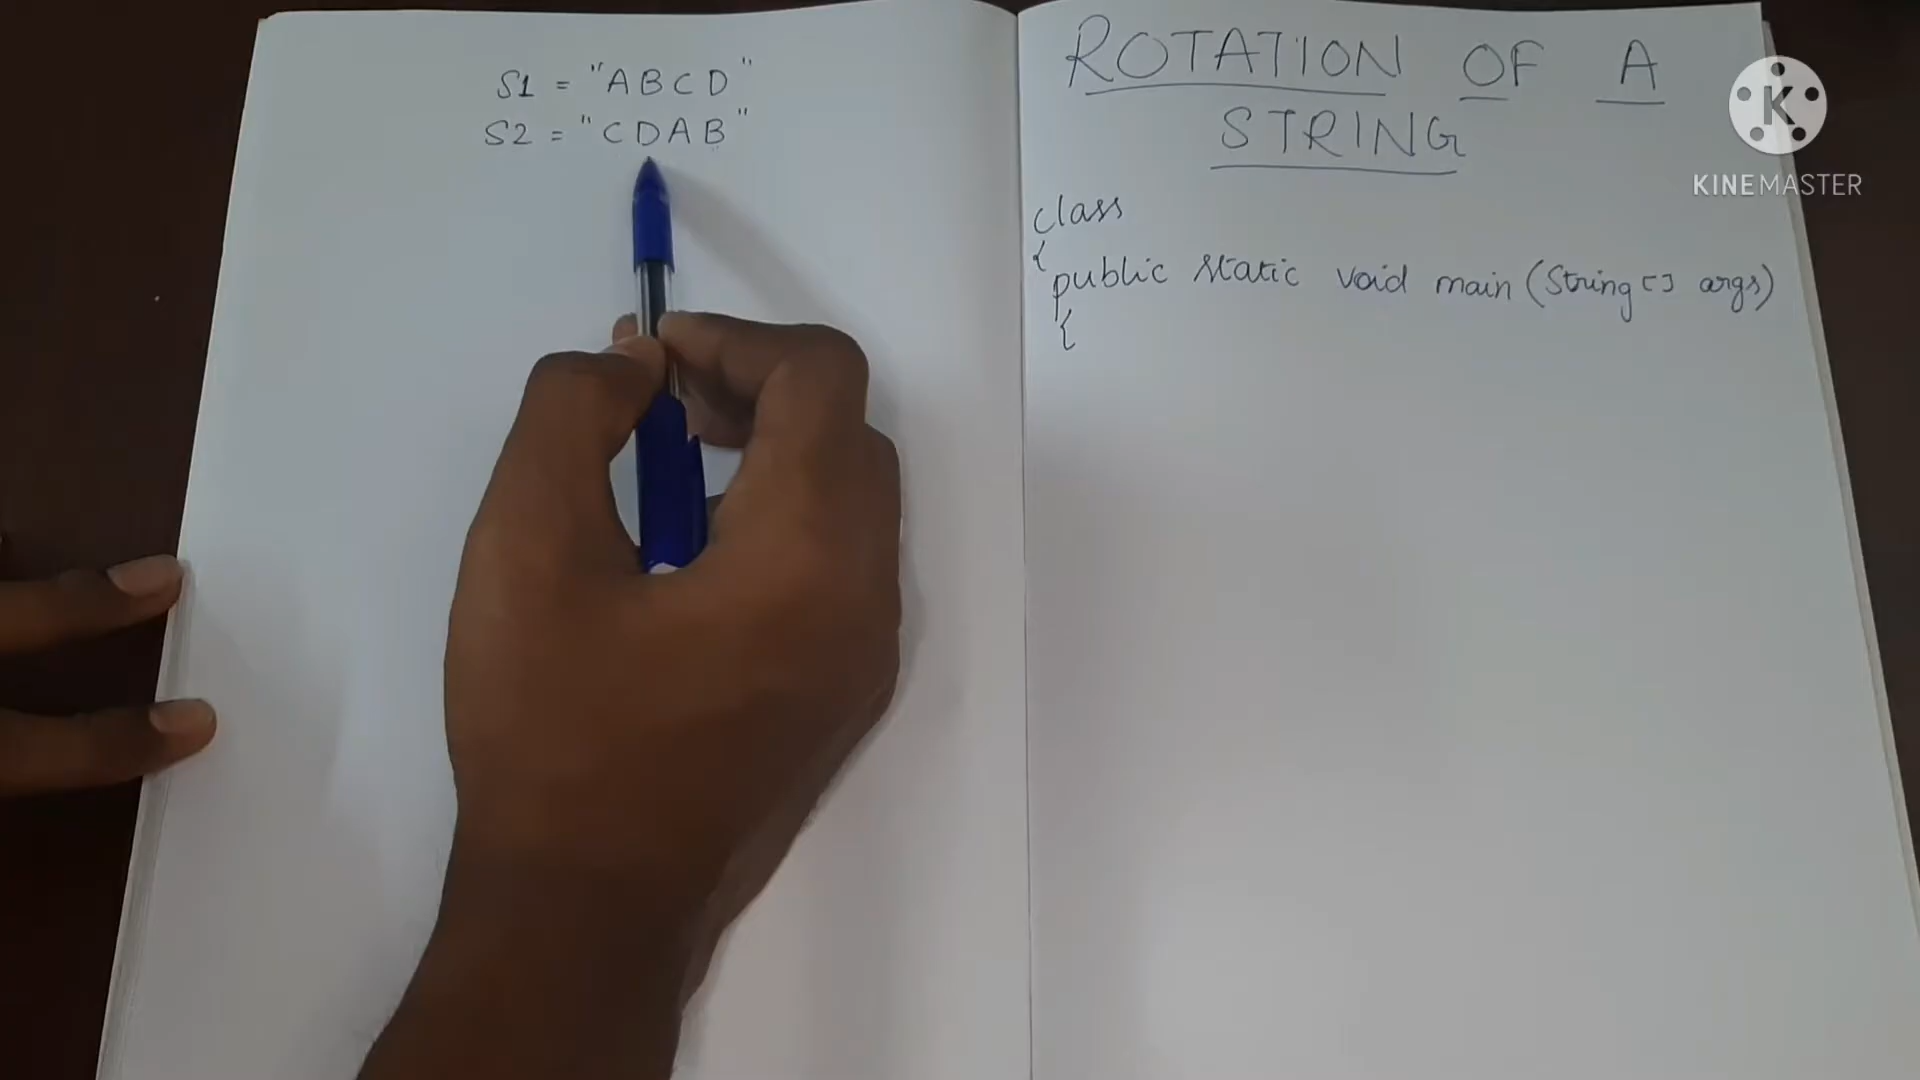 S1 = "ABCD"
S2 = "CDAB"
ROTATION OF A
STRING
class
{
public static void main (String [] args)
{
K
KINEMASTER